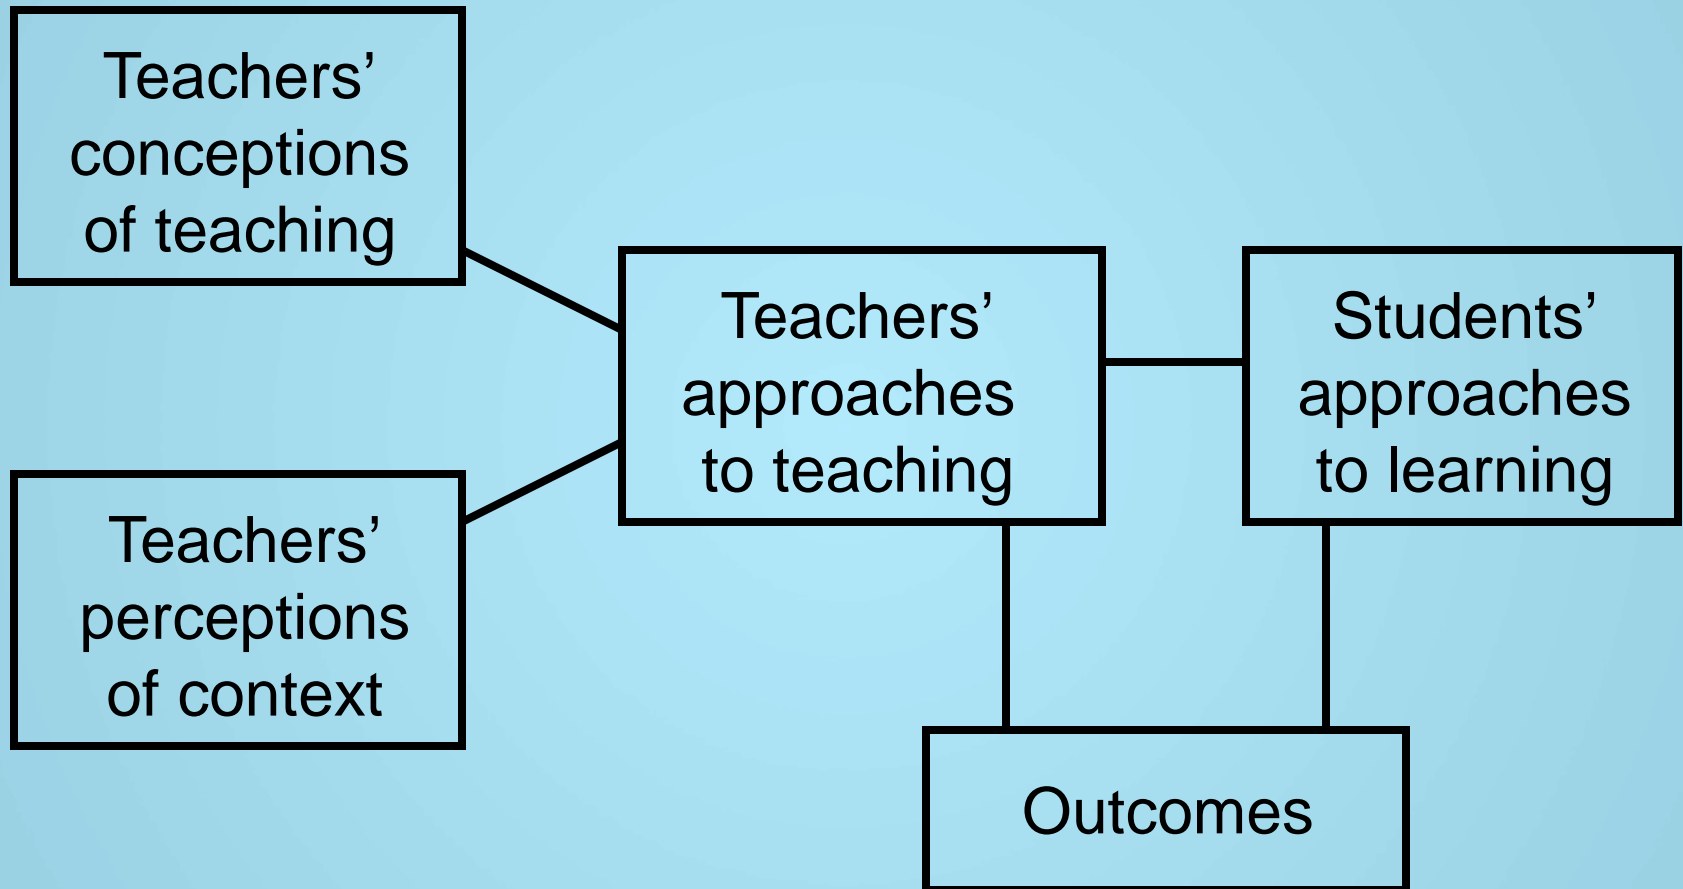 Teachers’
conceptions
of teaching
Teachers’
perceptions
of context
Teachers’
approaches
to teaching
Students’
approaches
to learning
Outcomes